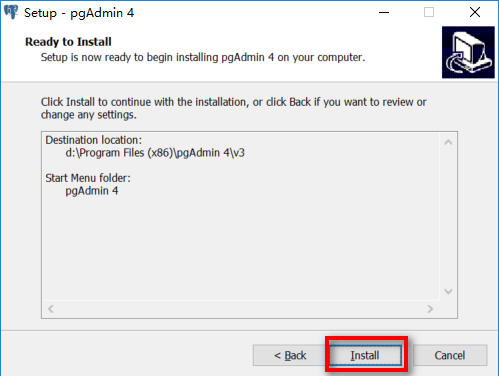 Setup - pgAdmin 4
Ready to Install
Setup is now ready to begin installing pgAdmin 4 on your computer.
Click Install to continue with the installation, or click Back if you want to review or
change any settings.
Destination location:
d:\Program Files (x86)\pgAdmin 4\v3
Start Menu folder:
pgAdmin 4
< Back
Install
Cancel